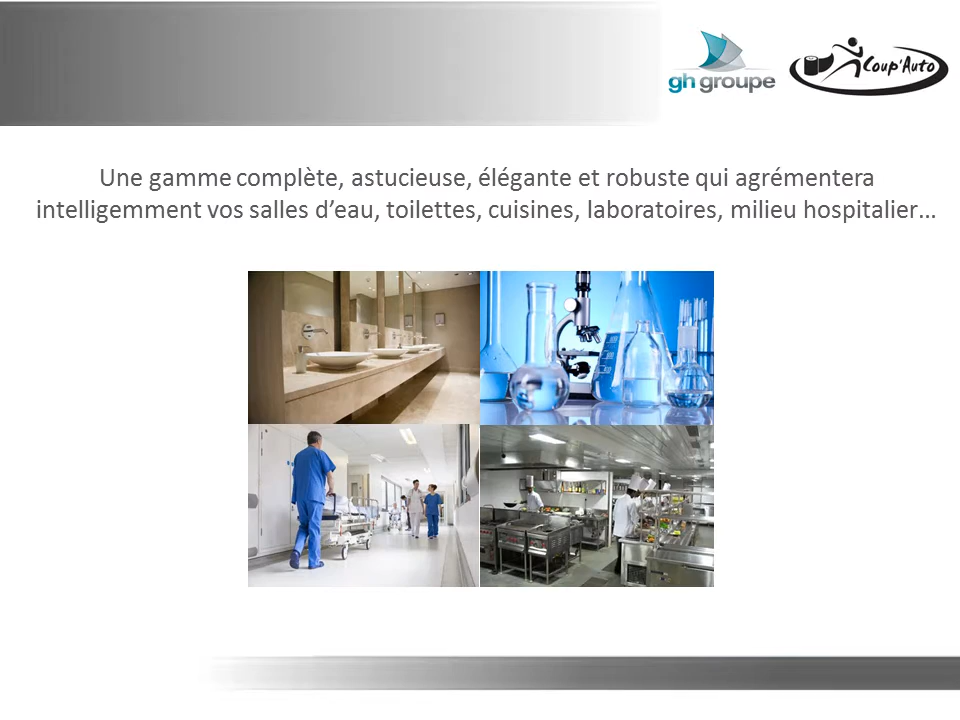 gh groupe
Coup'Auto
Une gamme complète, astucieuse, élégante et robuste qui agrémentera
intelligemment vos salles d’eau, toilettes, cuisines, laboratoires, milieu hospitalier…